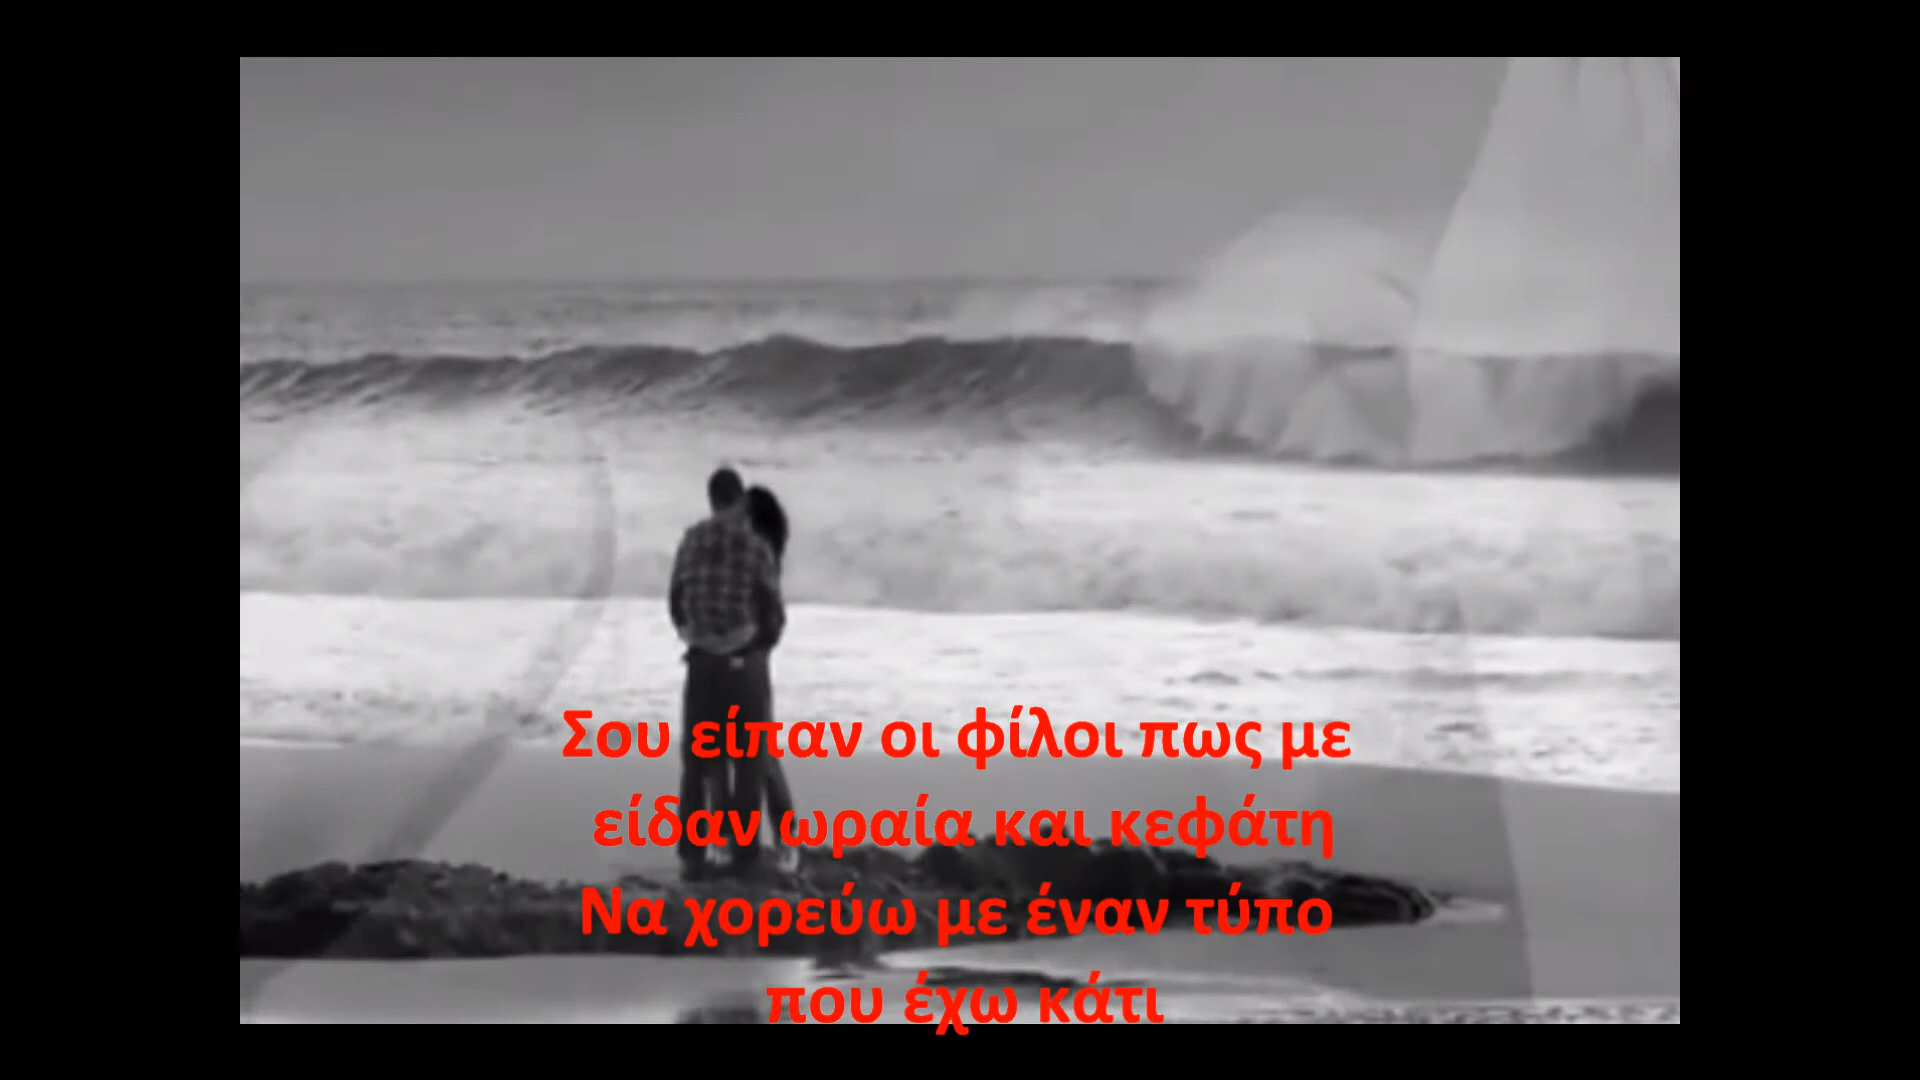 Σου είπαν οι φίλοι πως με
είδαν ωραία και κεφάτη
Να χορεύω με έναν τύπο
που έχω κάτι